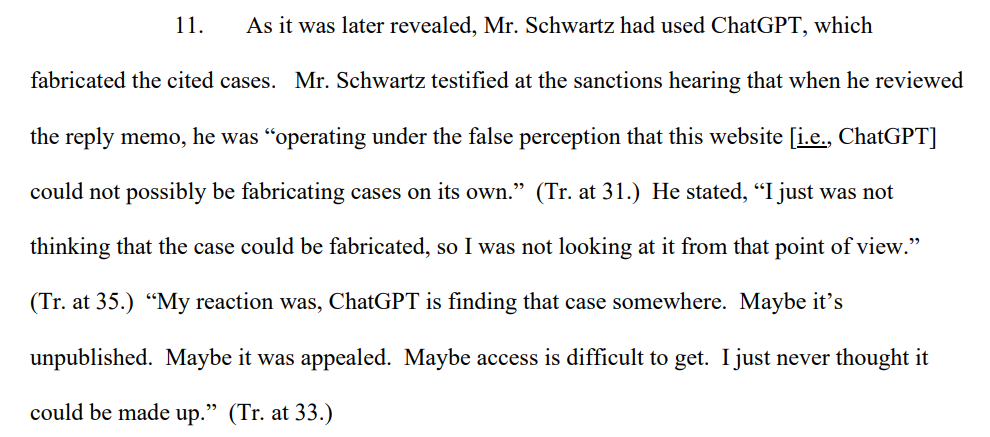 11. As it was later revealed, Mr. Schwartz had used ChatGPT, which
fabricated the cited cases. Mr. Schwartz testified at the sanctions hearing that when he reviewed
the reply memo, he was “operating under the false perception that this website [i.e., ChatGPT]
could not possibly be fabricating cases on its own.” (Tr. at 31.) He stated, “I just was not
thinking that the case could be fabricated, so I was not looking at it from that point of view.”
(Tr. at 35.) “My reaction was, ChatGPT is finding that case somewhere. Maybe it’s
unpublished. Maybe it was appealed. Maybe access is difficult to get. I just never thought it
could be made up.” (Tr. at 33.)